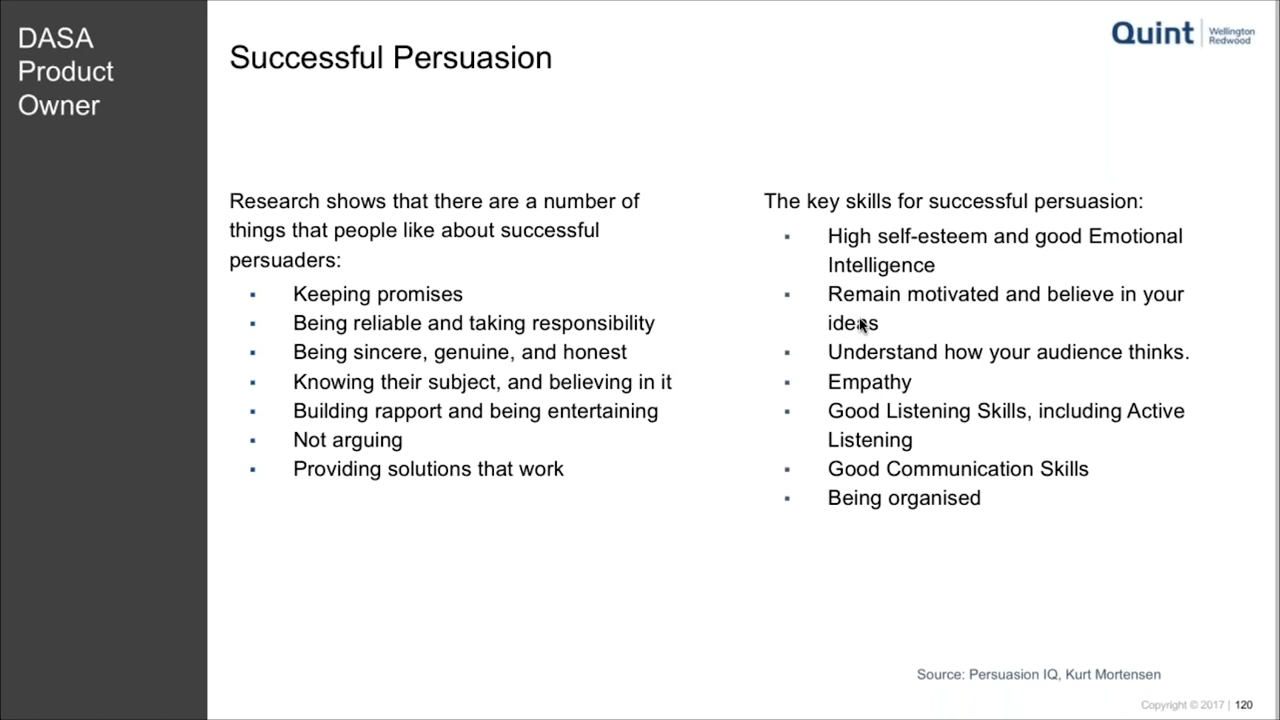 DASA
Product
Owner
Successful Persuasion
Quint
Wellington
Redwood
Research shows that there are a number of
things that people like about successful
persuaders:
▪ Keeping promises
▪ Being reliable and taking responsibility
▪ Being sincere, genuine, and honest
▪ Knowing their subject, and believing in it
▪ Building rapport and being entertaining
▪ Not arguing
▪ Providing solutions that work
The key skills for successful persuasion:
▪ High self-esteem and good Emotional
Intelligence
▪ Remain motivated and believe in your
ideas
▪ Understand how your audience thinks.
▪ Empathy
▪ Good Listening Skills, including Active
Listening
▪ Good Communication Skills
▪ Being organised
Source: Persuasion IQ, Kurt Mortensen
Copyright © 2017 | 120